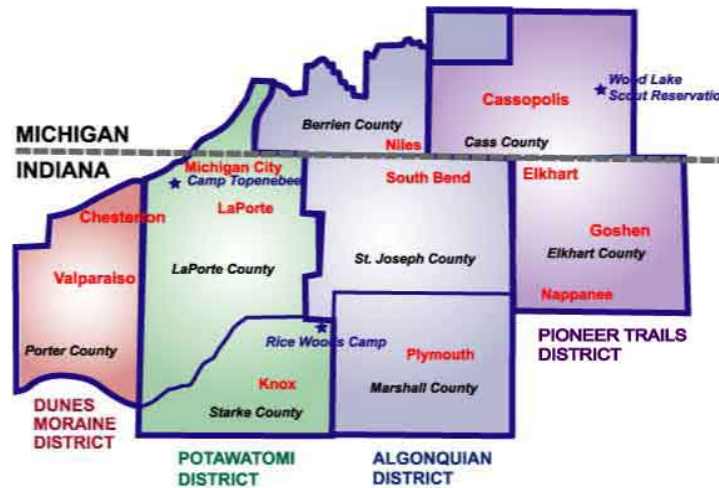 Wood Lake
Scout Reservation
Cassopolis
Berrien County
MICHIGAN
Niles
Cass County
INDIANA
Michigan City
Camp Topenebee
South Bend
Elkhart
Chesterton
LaPorte
Goshen
Elkhart County
St. Joseph County
LaPorte County
Valparaiso
Nappanee
PIONEER TRAILS
DISTRICT
Rice Woods Camp
Porter County
Plymouth
Knox
Marshall County
Starke County
DUNES
MORAINE
DISTRICT
POTAWATOMI
DISTRICT
ALGONQUIAN
DISTRICT